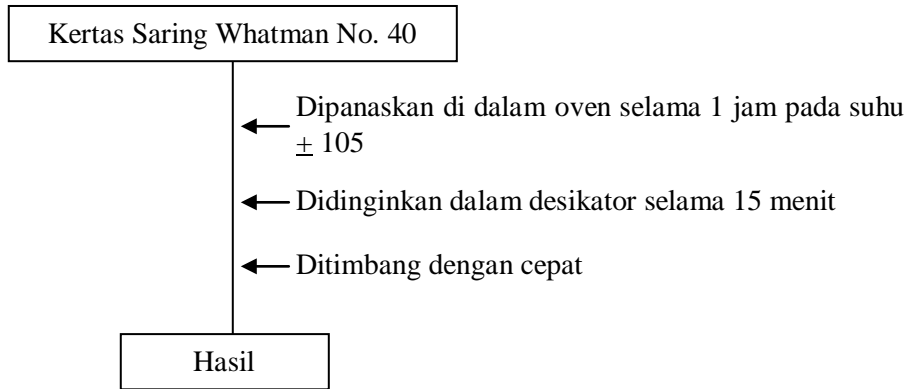 Kertas Saring Whatman No. 40
Dipanaskan di dalam oven selama 1 jam pada suhu
± 105
Didinginkan dalam desikator selama 15 menit
Ditimbang dengan cepat
Hasil